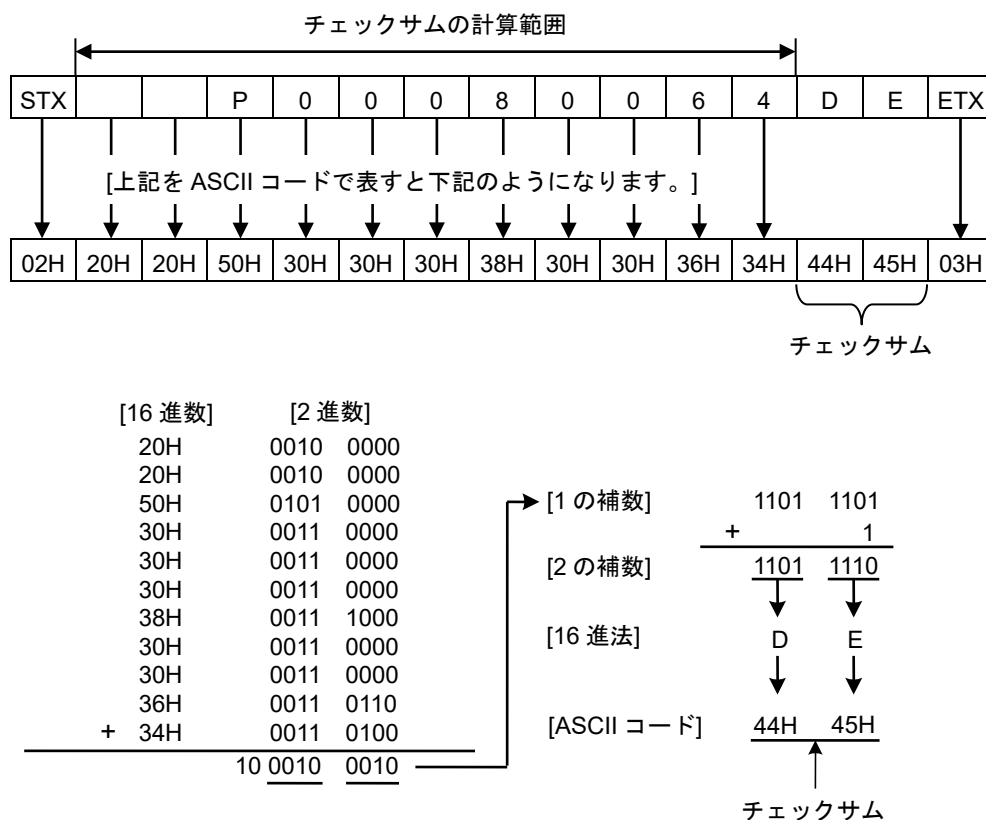 チェックサムの計算範囲
STX P 0 0 0 8 0 0 6 4 D E ETX
[上記を ASCII コードで表すと下記のようになります。]
02H 20H 20H 50H 30H 30H 30H 38H 30H 30H 36H 34H 44H 45H 03H
チェックサム
[16 進数] [2 進数]
20H 0010 0000
20H 0010 0000
50H 0101 0000
30H 0011 0000
30H 0011 0000
30H 0011 0000
38H 0011 1000
30H 0011 0000
30H 0011 0000
36H 0011 0110
+ 34H 0011 0100
10 0010 0010
[1 の補数] 1101 1101
+ 1
[2 の補数] 1101 1110
[16 進法] D E
[ASCII コード] 44H 45H
チェックサム